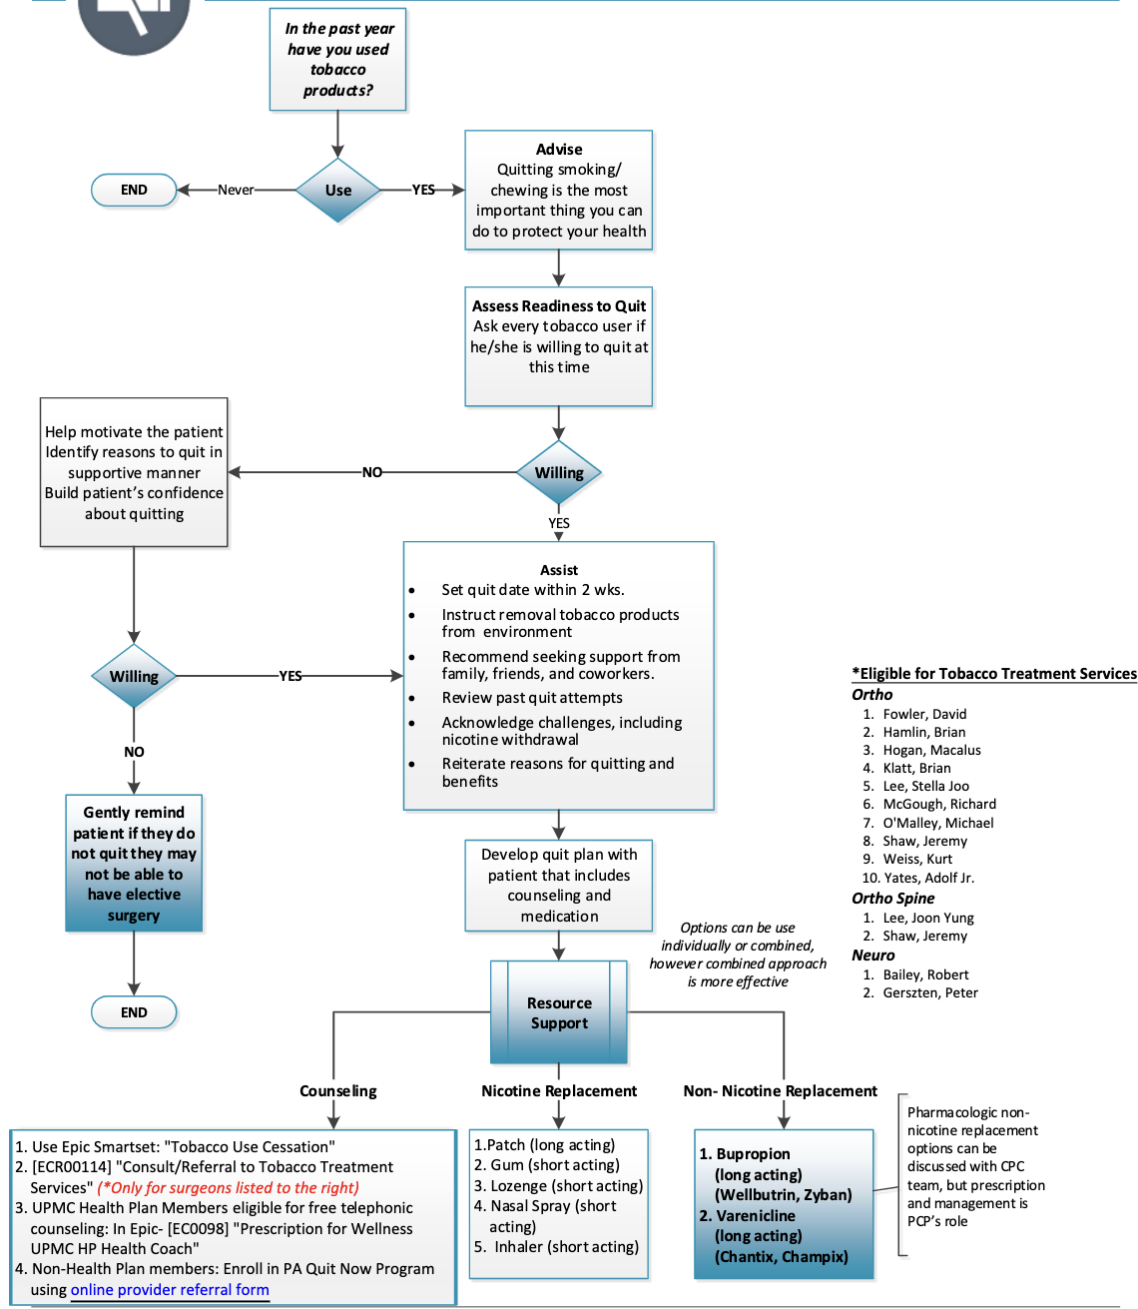 In the past year
have you used
tobacco
products?
Use
Never
END
YES
Advise
Quitting smoking/
chewing is the most
important thing you can
do to protect your health
Assess Readiness to Quit
Ask every tobacco user if
he/she is willing to quit at
this time
Willing
NO
Help motivate the patient
Identify reasons to quit in
supportive manner
Build patient's confidence
about quitting
YES
Assist
• Set quit date within 2 wks.
• Instruct removal tobacco products
from environment
• Recommend seeking support from
family, friends, and coworkers.
• Review past quit attempts
• Acknowledge challenges, including
nicotine withdrawal
• Reiterate reasons for quitting and
benefits
Willing
YES
NO
Gently remind
patient if they do
not quit they may
not be able to
have elective
surgery
END
Develop quit plan with
patient that includes
counseling and
medication
Options can be use
individually or combined,
however combined approach
is more effective
*Eligible for Tobacco Treatment Services
Ortho
1. Fowler, David
2. Hamlin, Brian
3. Hogan, Macalus
4. Klatt, Brian
5. Lee, Stella Joo
6. McGough, Richard
7. O'Malley, Michael
8. Shaw, Jeremy
9. Weiss, Kurt
10. Yates, Adolf Jr.
Ortho Spine
1. Lee, Joon Yung
2. Shaw, Jeremy
Neuro
1. Bailey, Robert
2. Gerszten, Peter
Resource
Support
Counseling
1. Use Epic Smartset: "Tobacco Use Cessation"
2. [ECR00114] "Consult/Referral to Tobacco Treatment
Services" (*Only for surgeons listed to the right)
3. UPMC Health Plan Members eligible for free telephonic
counseling: In Epic- [EC0098] "Prescription for Wellness
UPMC HP Health Coach"
4. Non-Health Plan members: Enroll in PA Quit Now Program
using online provider referral form
Nicotine Replacement
1.Patch (long acting)
2. Gum (short acting)
3. Lozenge (short acting)
4. Nasal Spray (short
acting)
5. Inhaler (short acting)
Non- Nicotine Replacement
1. Bupropion
(long acting)
(Wellbutrin, Zyban)
2. Varenicline
(long acting)
(Chantix, Champix)
Pharmacologic non-
nicotine replacement
options can be
discussed with CPC
team, but prescription
and management is
PCP's role